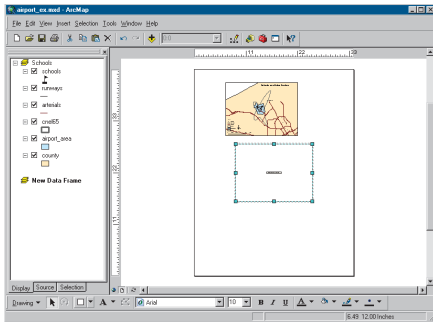 airport_ex.mxd - ArcMap
File Edit View Insert Selection Tools Window Help
Schools
schools
runways
arterials
cnel65
airport_area
county
New Data Frame
Display Source Selection
Drawing A Arial 10 B I U A
6.49 12.00 Inches